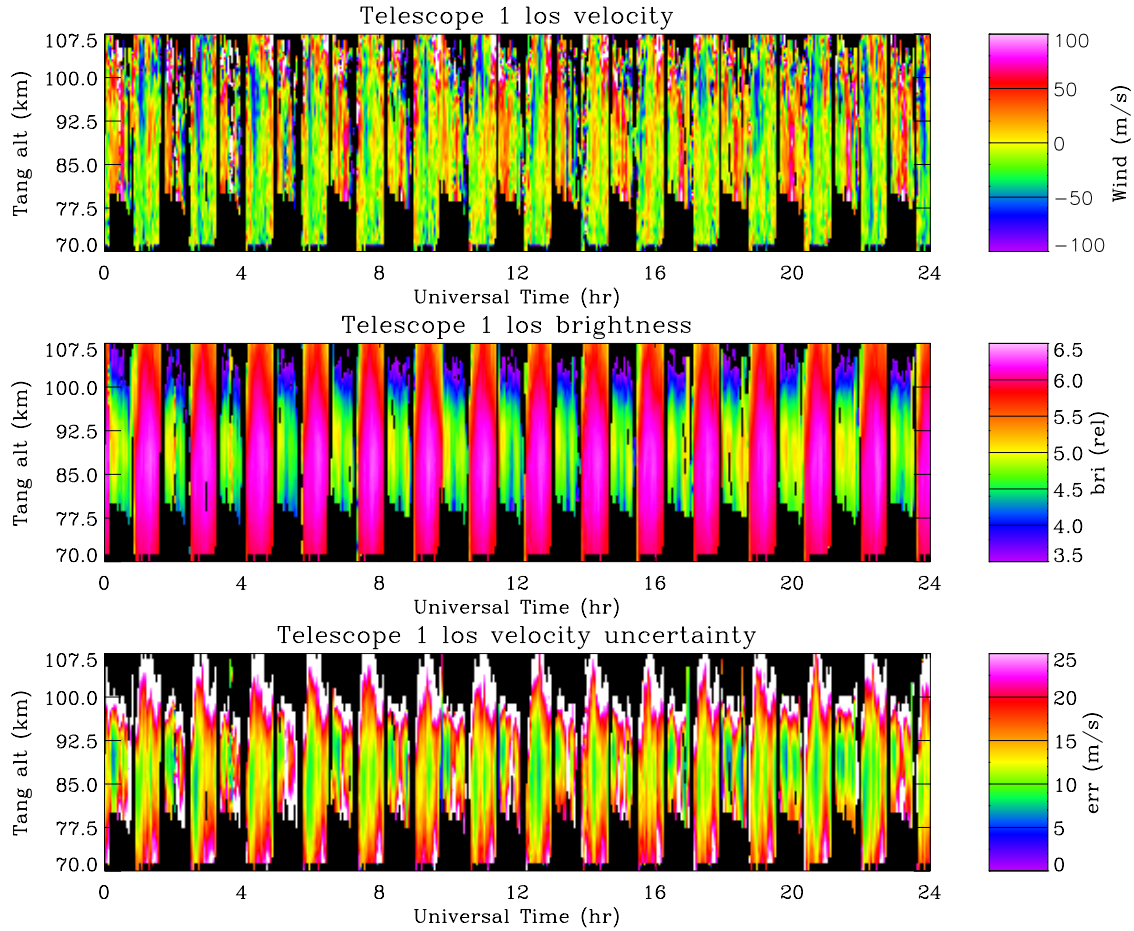 Telescope 1 los velocity
107.5
100.0
92.5
85.0
77.5
70.0
Tang alt (km)
0 4 8 12 16 20 24
Universal Time (hr)
100
50
0
−50
−100
Wind (m/s)
Telescope 1 los brightness
107.5
100.0
92.5
85.0
77.5
70.0
Tang alt (km)
0 4 8 12 16 20 24
Universal Time (hr)
6.5
6.0
5.5
5.0
4.5
4.0
3.5
bri (rel)
Telescope 1 los velocity uncertainty
107.5
100.0
92.5
85.0
77.5
70.0
Tang alt (km)
0 4 8 12 16 20 24
Universal Time (hr)
25
20
15
10
5
0
err (m/s)